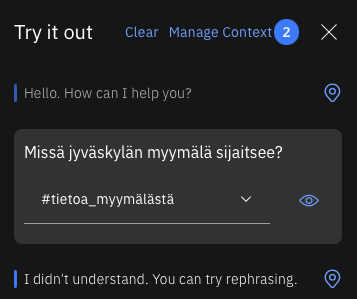 Try it out
Clear
Manage Context
2
Hello. How can I help you?
Missä jyväskylän myymälä sijaitsee?
#tietoa_myymälästä
I didn't understand. You can try rephrasing.